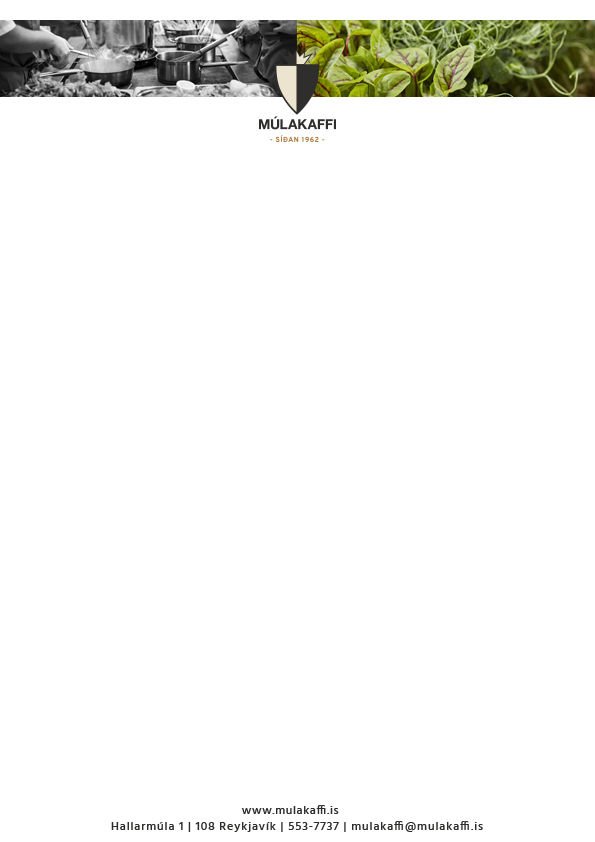 MÚLAKAFFI
- SÍÐAN 1962 -
www.mulakaffi.is
Hallarmúla 1 | 108 Reykjavík | 553-7737 | mulakaffi@mulakaffi.is